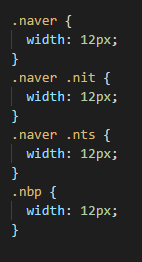 .naver {
  width: 12px;
}
.naver .nit {
  width: 12px;
}
.naver .nts {
  width: 12px;
}
.nbp {
  width: 12px;
}